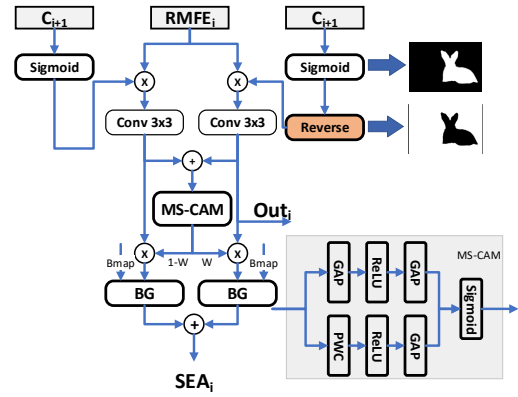 C_{i+1} RMFE_i C_{i+1}
Sigmoid Sigmoid
x x
Conv 3x3 Conv 3x3 Reverse
+
MS-CAM Out_i
x 1-W W x
Bmap Bmap MS-CAM
BG BG
GAP ReLU GAP
Sigmoid
PWC ReLU GAP
+
SEA_i